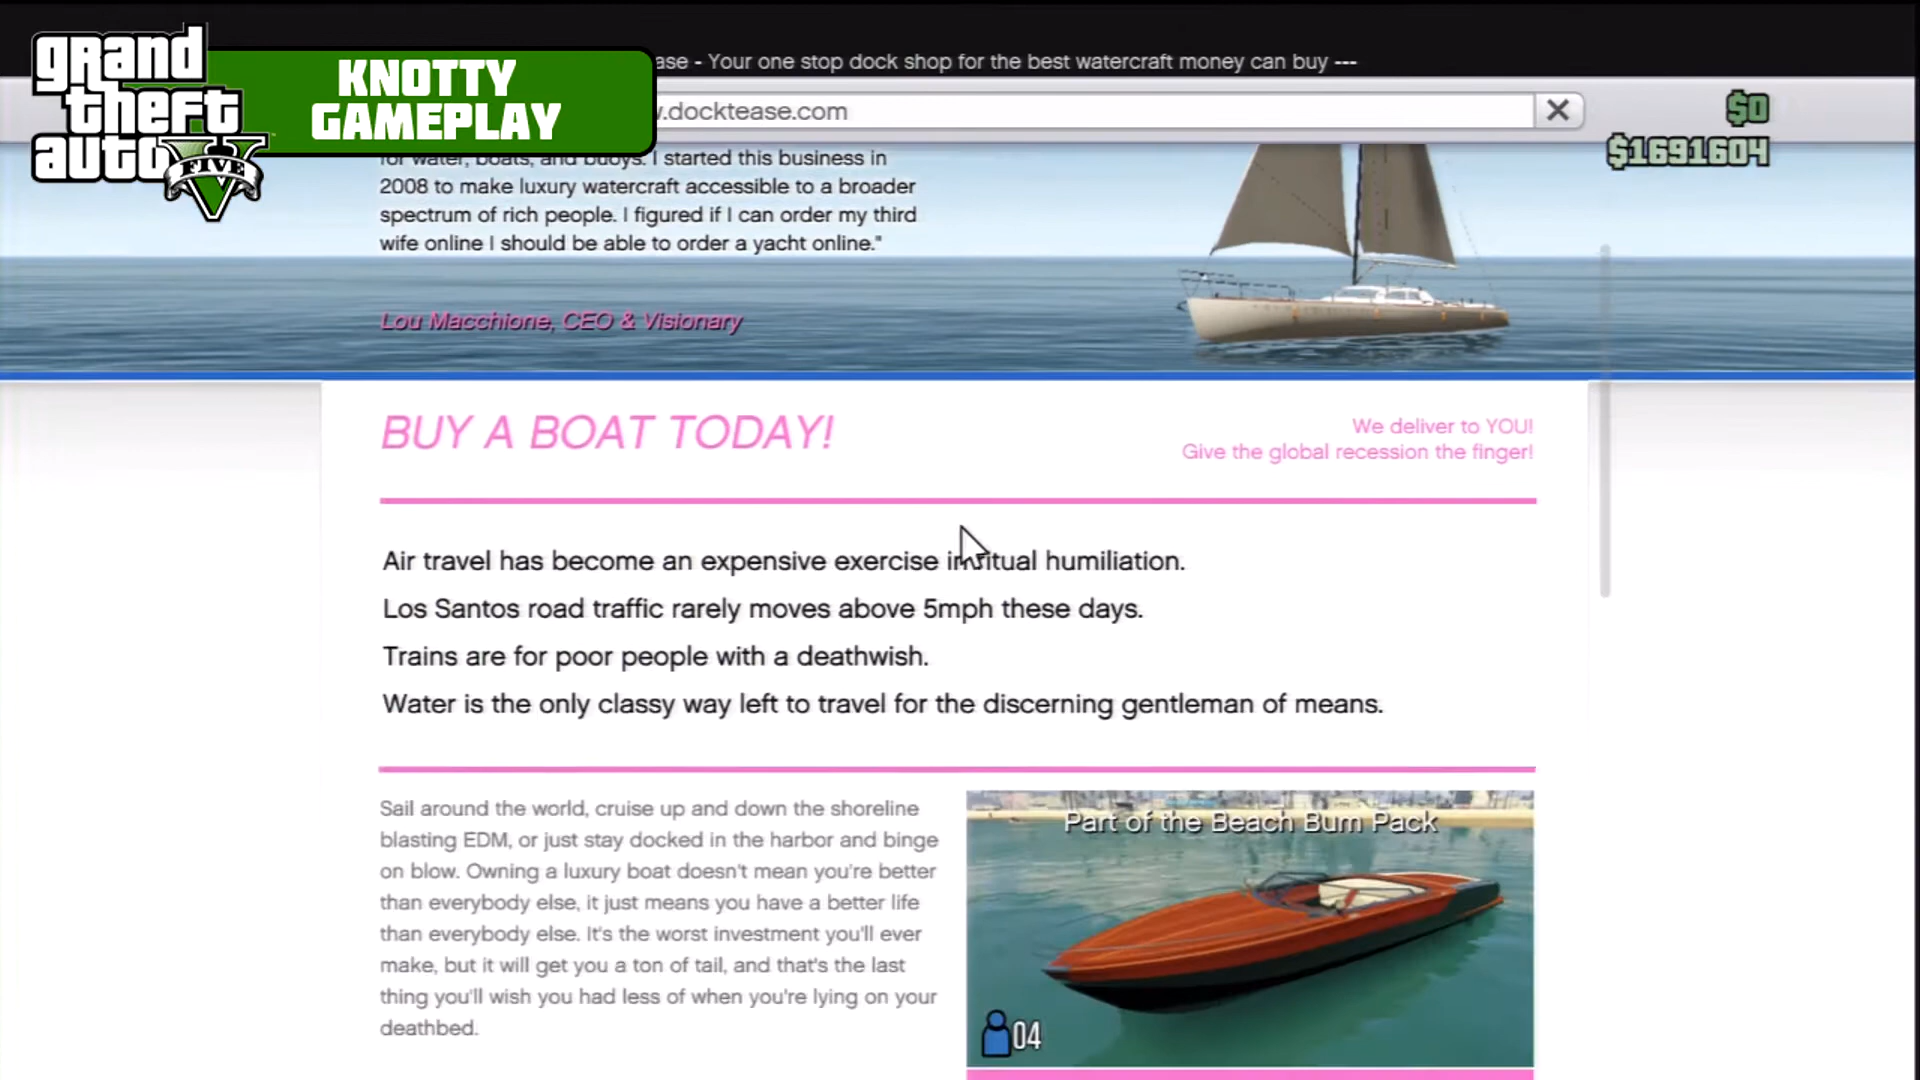 grand
theft
auto
FIVE
KNOTTY
GAMEPLAY
ase - Your one stop dock shop for the best watercraft money can buy ---
w.docktease.com
$0
$1691604
for water, boats, and buoys. I started this business in
2008 to make luxury watercraft accessible to a broader
spectrum of rich people. I figured if I can order my third
wife online I should be able to order a yacht online."
Lou Macchione, CEO & Visionary
BUY A BOAT TODAY!
We deliver to YOU!
Give the global recession the finger!
Air travel has become an expensive exercise in ritual humiliation.
Los Santos road traffic rarely moves above 5mph these days.
Trains are for poor people with a deathwish.
Water is the only classy way left to travel for the discerning gentleman of means.
Sail around the world, cruise up and down the shoreline
blasting EDM, or just stay docked in the harbor and binge
on blow. Owning a luxury boat doesn't mean you're better
than everybody else, it just means you have a better life
than everybody else. It's the worst investment you'll ever
make, but it will get you a ton of tail, and that's the last
thing you'll wish you had less of when you're lying on your
deathbed.
Part of the Beach Bum Pack
04